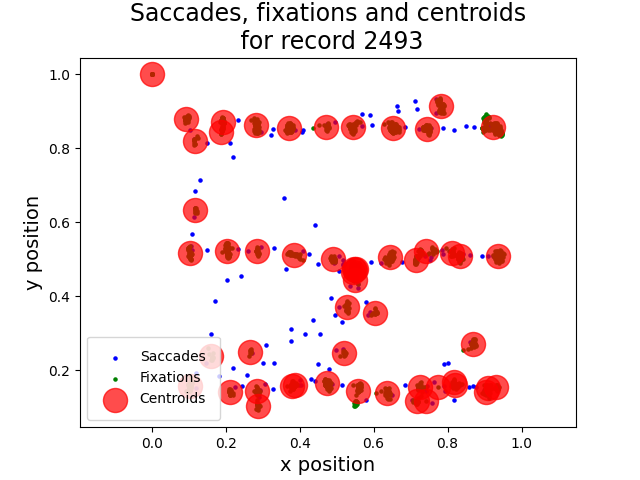 Saccades, fixations and centroids
for record 2493
y position
1.0
0.8
0.6
0.4
0.2
Saccades
Fixations
Centroids
0.0
0.2
0.4
0.6
0.8
1.0
x position